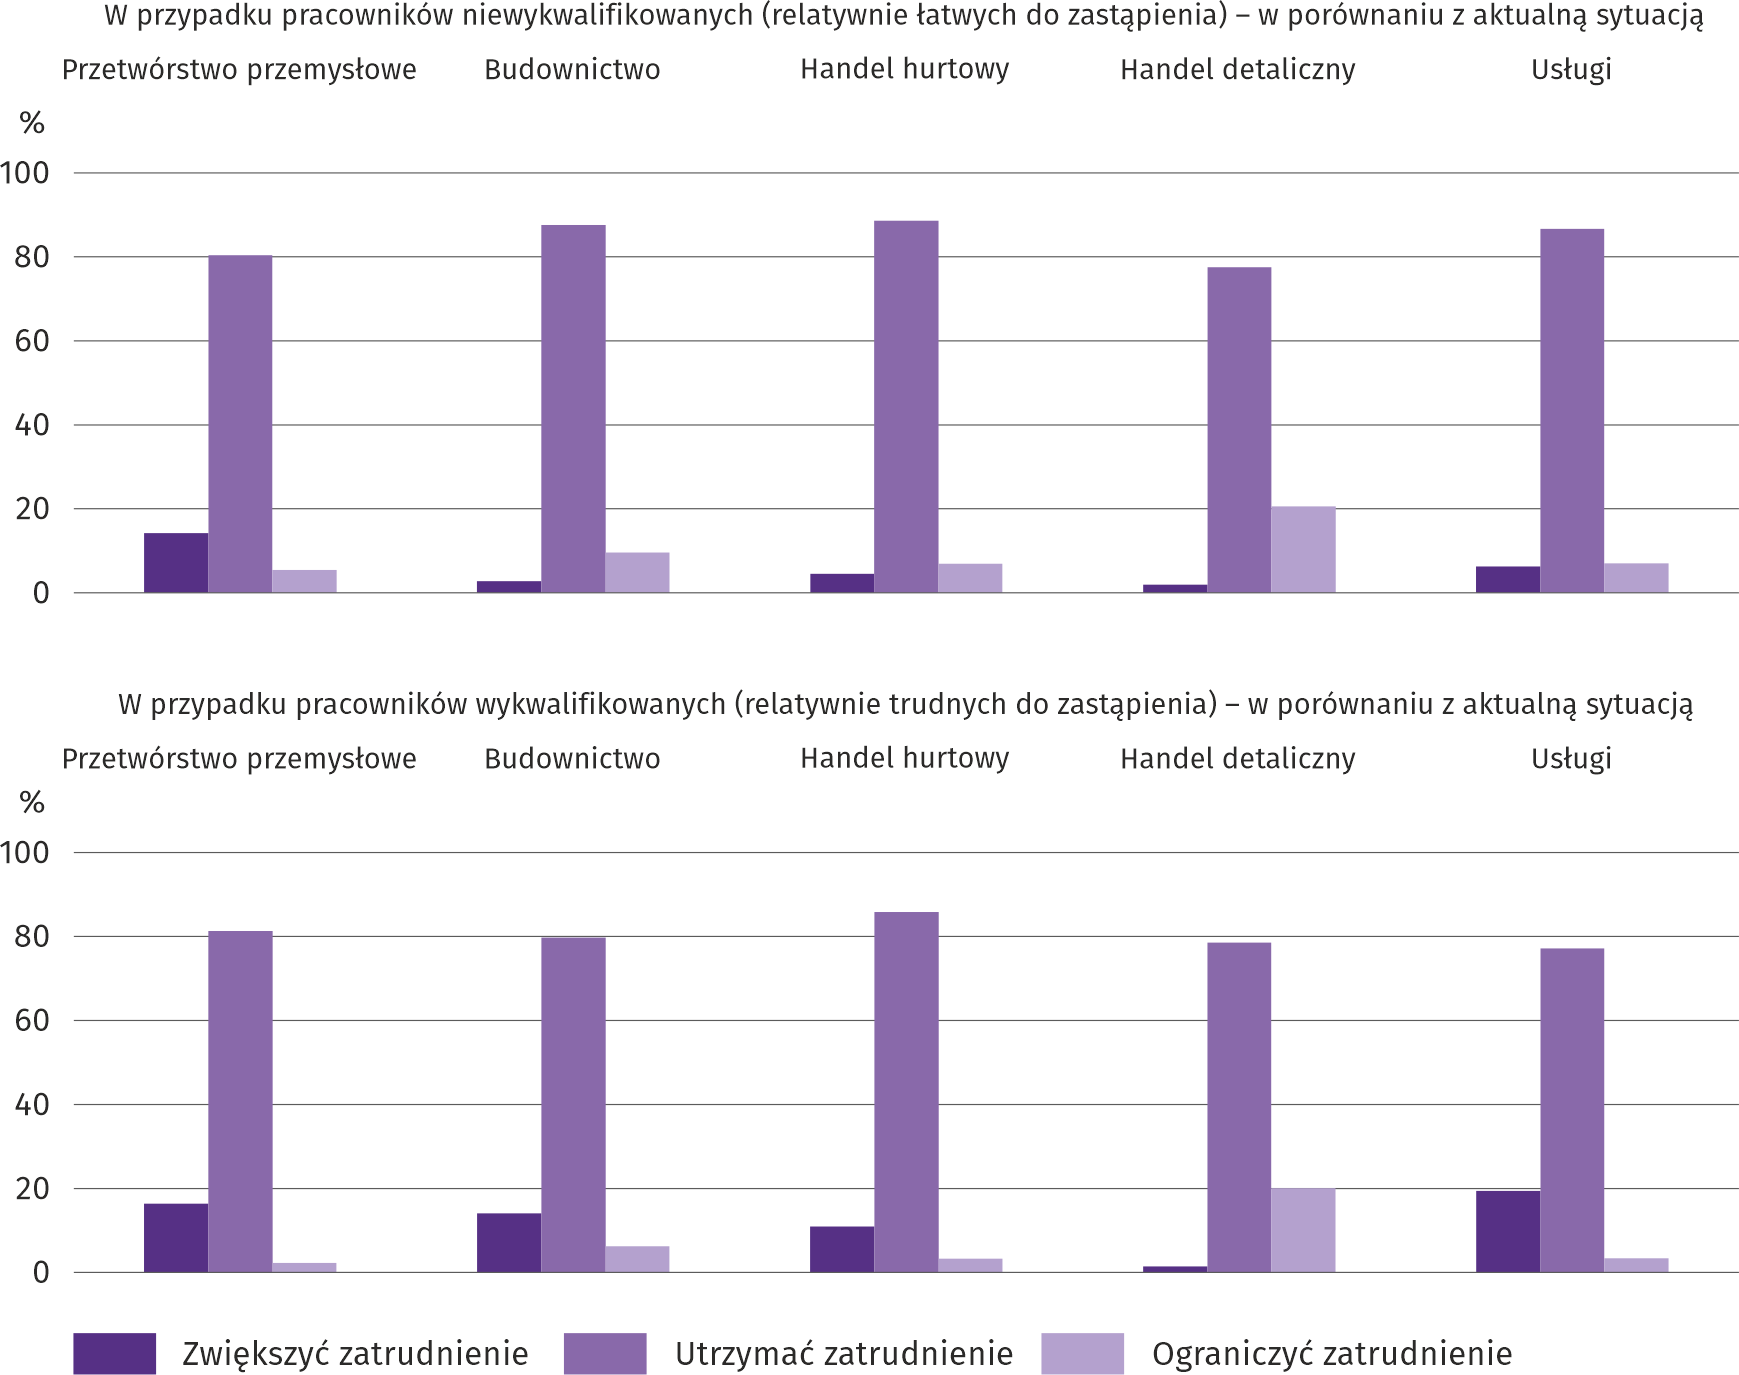 W przypadku pracowników niewykwalifikowanych (relatywnie łatwych do zastąpienia) – w porównaniu z aktualną sytuacją
Przetwórstwo przemysłowe Budownictwo Handel hurtowy Handel detaliczny Usługi
%
100
80
60
40
20
0
W przypadku pracowników wykwalifikowanych (relatywnie trudnych do zastąpienia) – w porównaniu z aktualną sytuacją
Przetwórstwo przemysłowe Budownictwo Handel hurtowy Handel detaliczny Usługi
%
100
80
60
40
20
0
Zwiększyć zatrudnienie Utrzymać zatrudnienie Ograniczyć zatrudnienie